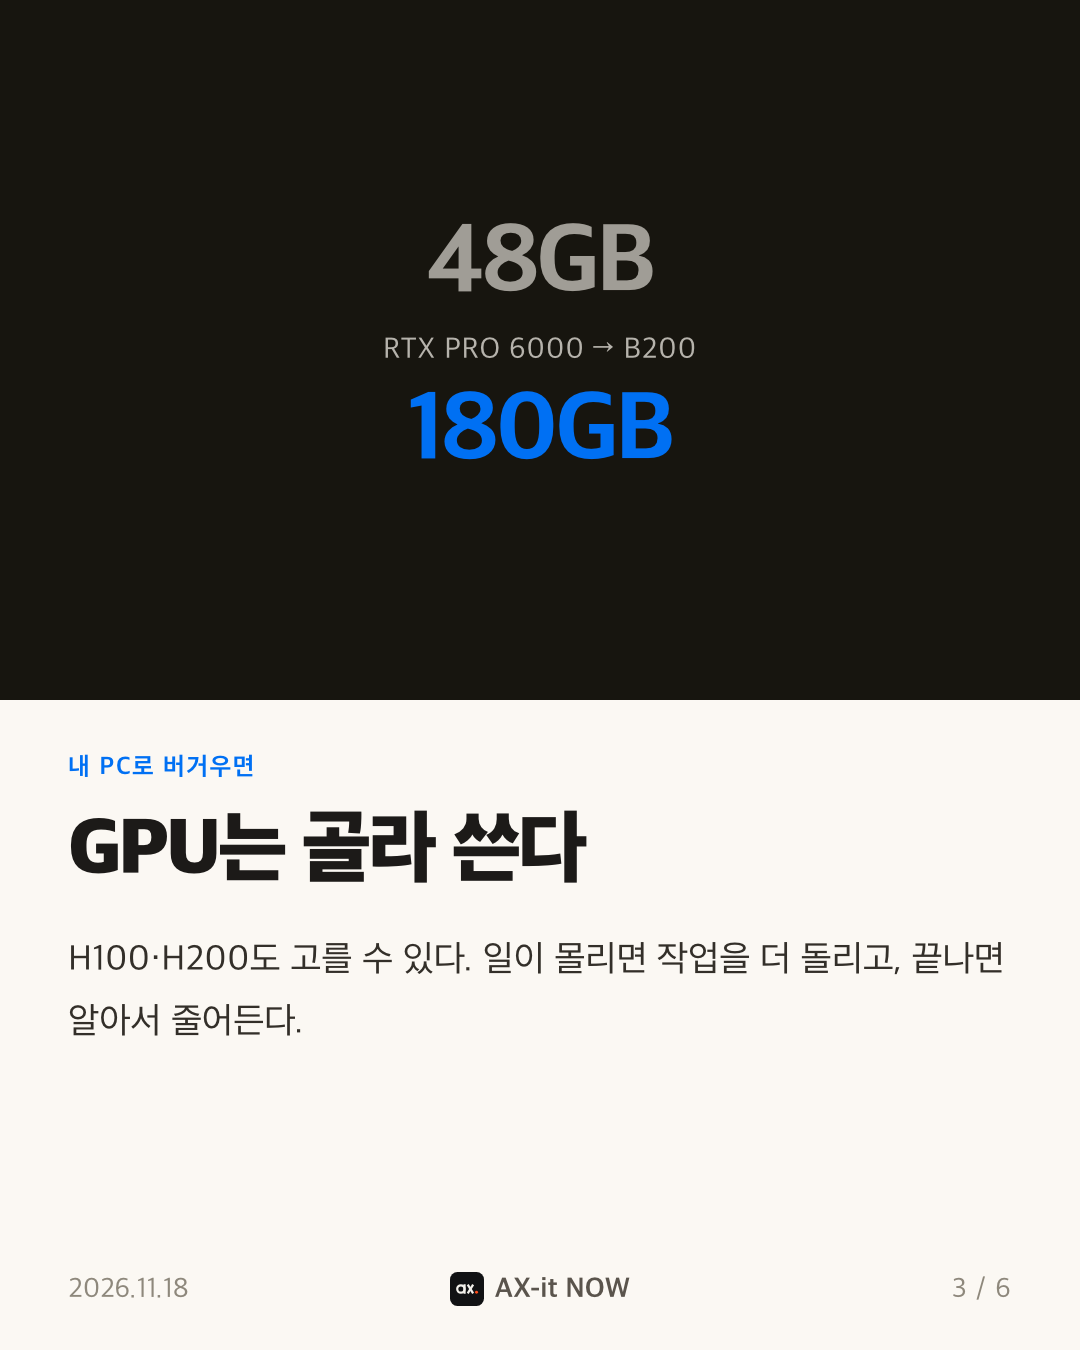 48GB
RTX PRO 6000 → B200
180GB
내 PC로 버거우면
GPU는 골라 쓴다
H100·H200도 고를 수 있다. 일이 몰리면 작업을 더 돌리고, 끝나면
알아서 줄어든다.
2026.11.18
ax.
AX-it NOW
3 / 6